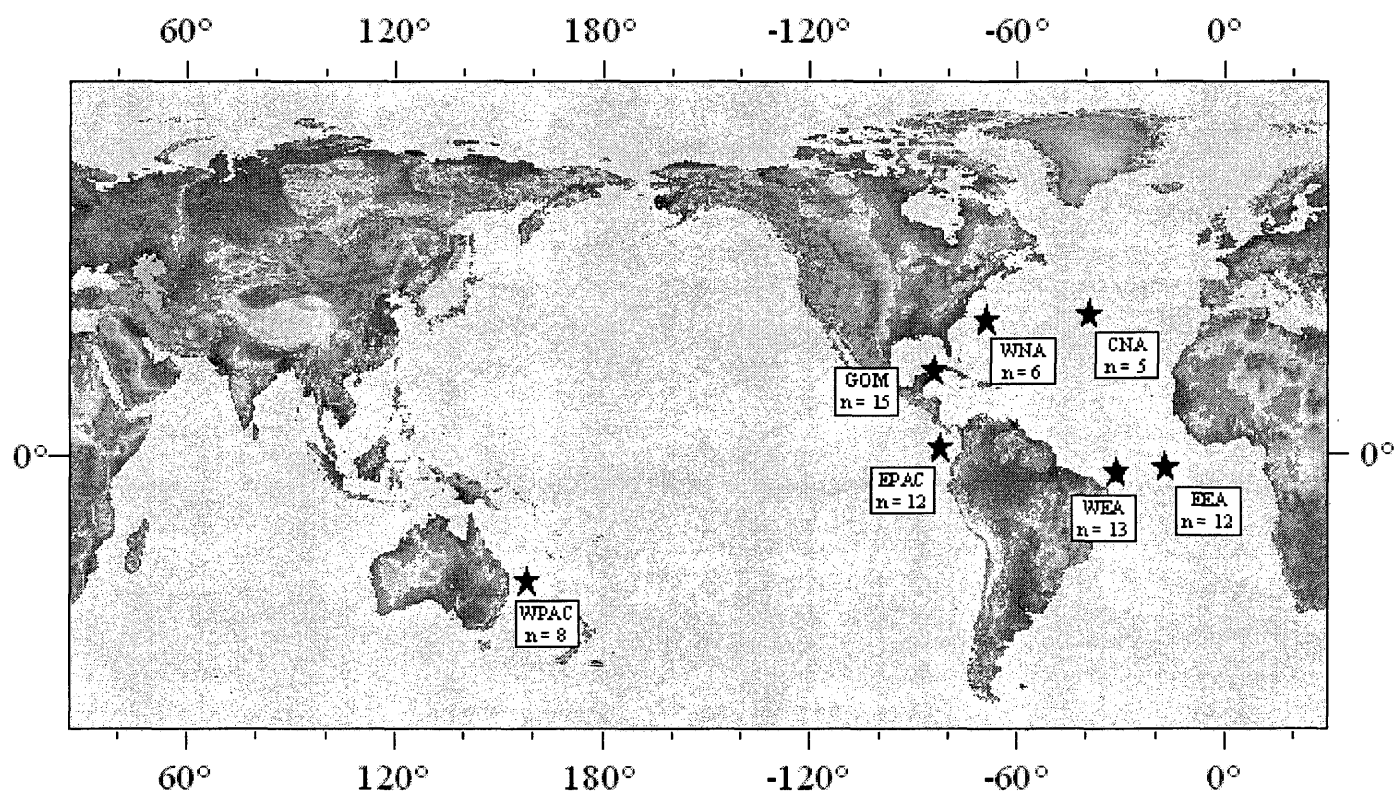 60° 120° 180° -120° -60° 0°
WNA
n = 6
CNA
n = 5
GOM
n = 15
0° 0°
EPAC
n = 12
WEA
n = 13
EEA
n = 12
WPAC
n = 8
60° 120° 180° -120° -60° 0°